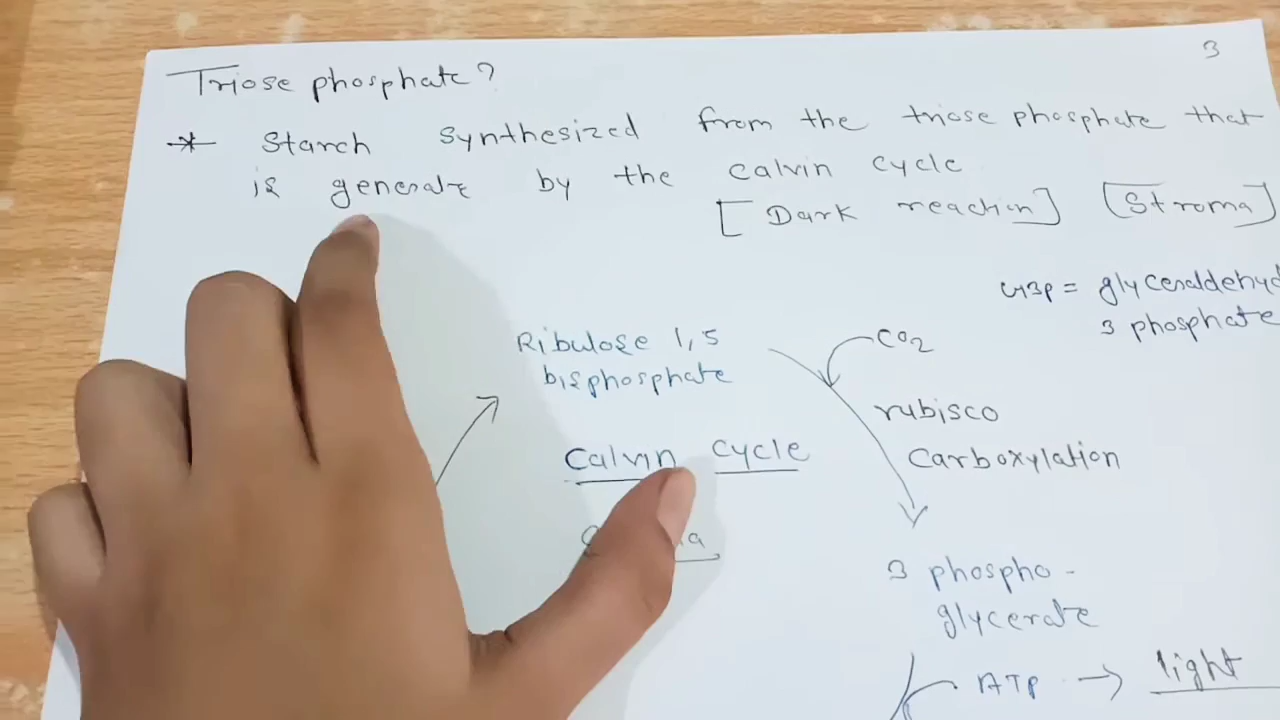 3
Triose phosphate?
* Starch synthesized from the triose phosphate that
is generate by the calvin cycle
[Dark reaction] [Stroma]
G3P = glyceraldehyd
3 phosphate
Ribulose 1,5
bisphosphate
CO2
rubisco
Carboxylation
Calvin Cycle
3 phospho-
glycerate
ATP → light